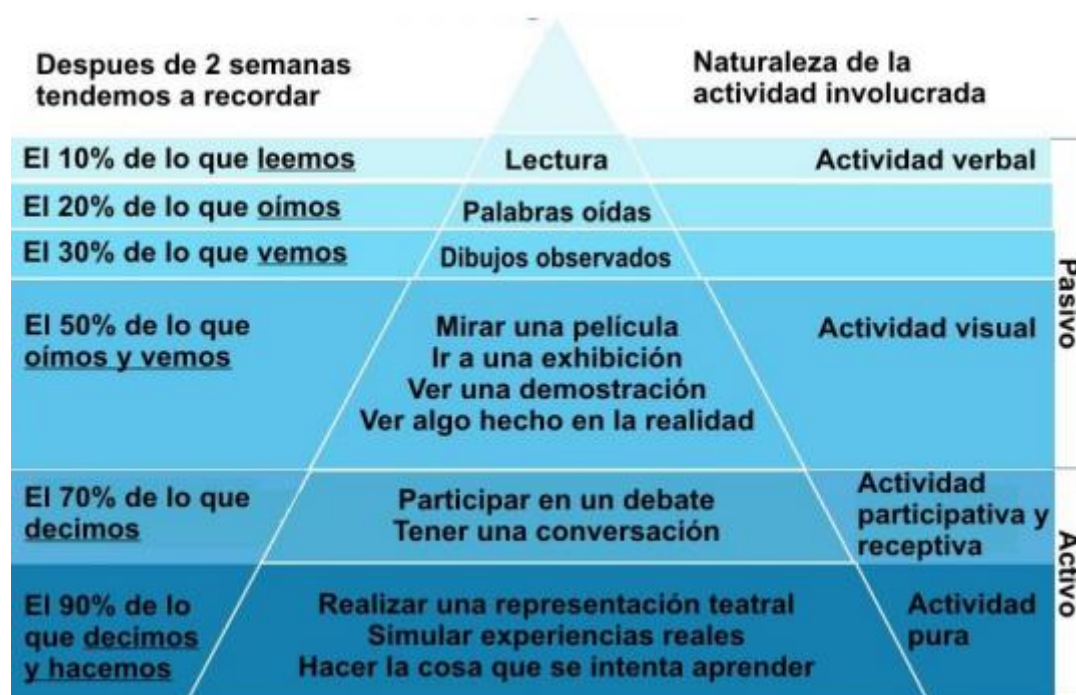 Despues de 2 semanas
tendemos a recordar
Naturaleza de la
actividad involucrada
El 10% de lo que leemos
Lectura
Actividad verbal
El 20% de lo que oímos
Palabras oídas
El 30% de lo que vemos
Dibujos observados
El 50% de lo que
oímos y vemos
Mirar una película
Ir a una exhibición
Ver una demostración
Ver algo hecho en la realidad
Actividad visual
Pasivo
El 70% de lo que
decimos
Participar en un debate
Tener una conversación
Actividad
participativa y
receptiva
El 90% de lo
que decimos
y hacemos
Realizar una representación teatral
Simular experiencias reales
Hacer la cosa que se intenta aprender
Actividad
pura
Activo